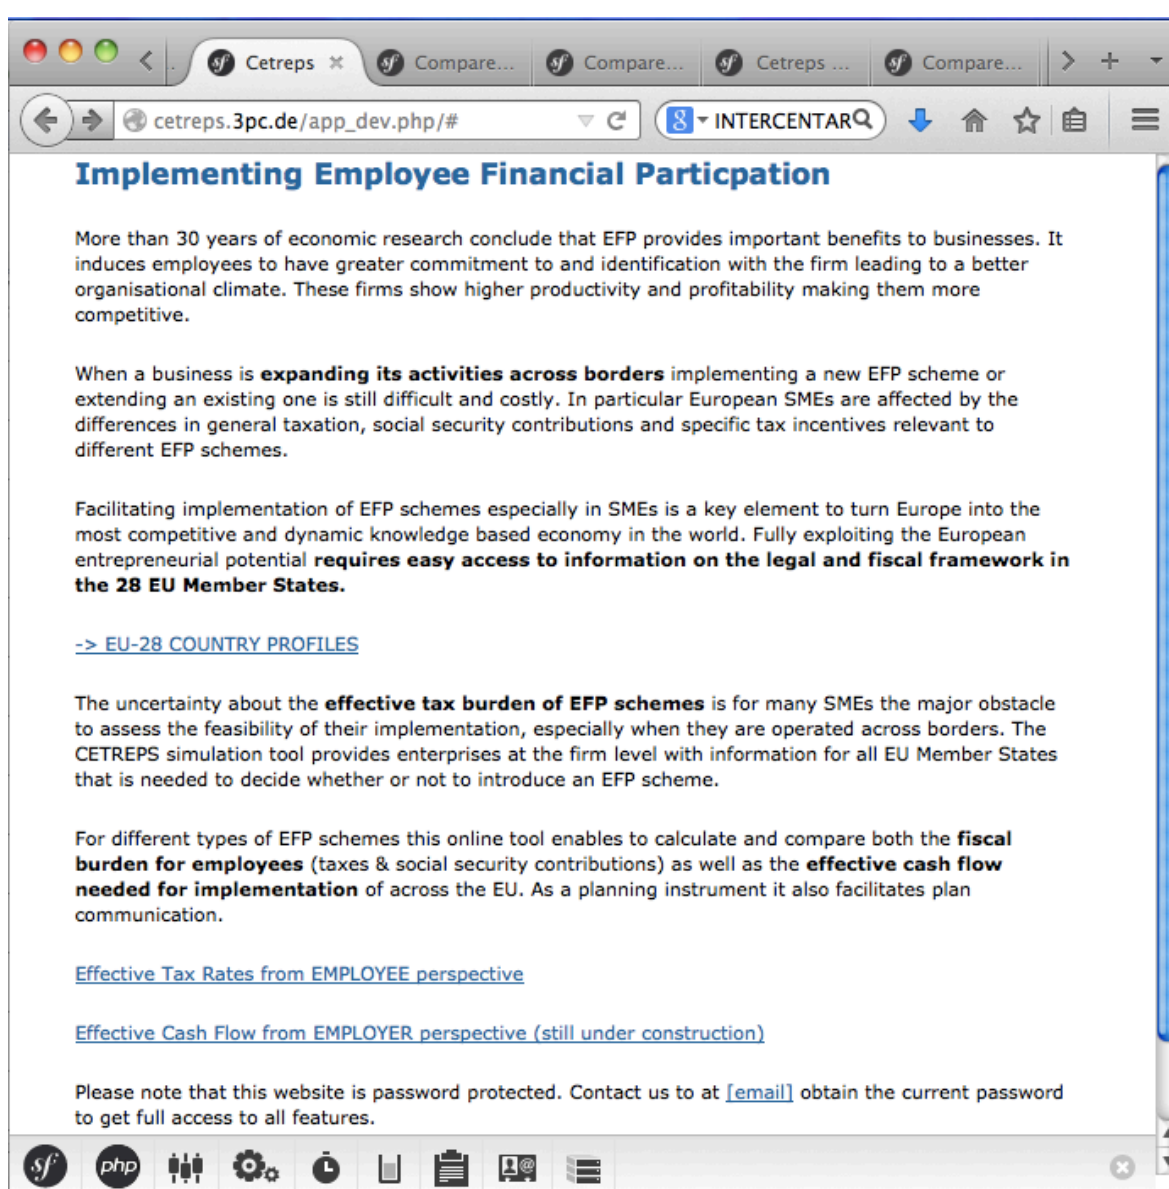 Cetreps
Compare...
Compare...
Cetreps ...
Compare...
cetreps.3pc.de/app_dev.php/#
8
INTERCENTAR
Implementing Employee Financial Particpation
More than 30 years of economic research conclude that EFP provides important benefits to businesses. It
induces employees to have greater commitment to and identification with the firm leading to a better
organisational climate. These firms show higher productivity and profitability making them more
competitive.
When a business is expanding its activities across borders implementing a new EFP scheme or
extending an existing one is still difficult and costly. In particular European SMEs are affected by the
differences in general taxation, social security contributions and specific tax incentives relevant to
different EFP schemes.
Facilitating implementation of EFP schemes especially in SMEs is a key element to turn Europe into the
most competitive and dynamic knowledge based economy in the world. Fully exploiting the European
entrepreneurial potential requires easy access to information on the legal and fiscal framework in
the 28 EU Member States.
-> EU-28 COUNTRY PROFILES
The uncertainty about the effective tax burden of EFP schemes is for many SMEs the major obstacle
to assess the feasibility of their implementation, especially when they are operated across borders. The
CETREPS simulation tool provides enterprises at the firm level with information for all EU Member States
that is needed to decide whether or not to introduce an EFP scheme.
For different types of EFP schemes this online tool enables to calculate and compare both the fiscal
burden for employees (taxes & social security contributions) as well as the effective cash flow
needed for implementation of across the EU. As a planning instrument it also facilitates plan
communication.
Effective Tax Rates from EMPLOYEE perspective
Effective Cash Flow from EMPLOYER perspective (still under construction)
Please note that this website is password protected. Contact us to at [email] obtain the current password
to get full access to all features.
sf
php